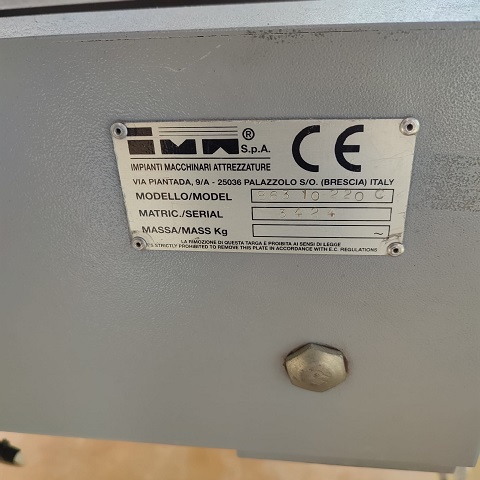 ® S.p.A. CE
IMPIANTI MACCHINARI ATTREZZATURE
VIA PIANTADA, 9/A - 25036 PALAZZOLO S/O. (BRESCIA) ITALY
MODELLO/MODEL
MATRIC./SERIAL 3424
MASSA/MASS Kg ~
LA RIMOZIONE DI QUESTA TARGA E PROIBITA AI SENSI DI LEGGE
IT'S STRICTLY PROHIBITED TO REMOVE THIS PLATE IN ACCORDANCE WITH E.C. REGULATIONS